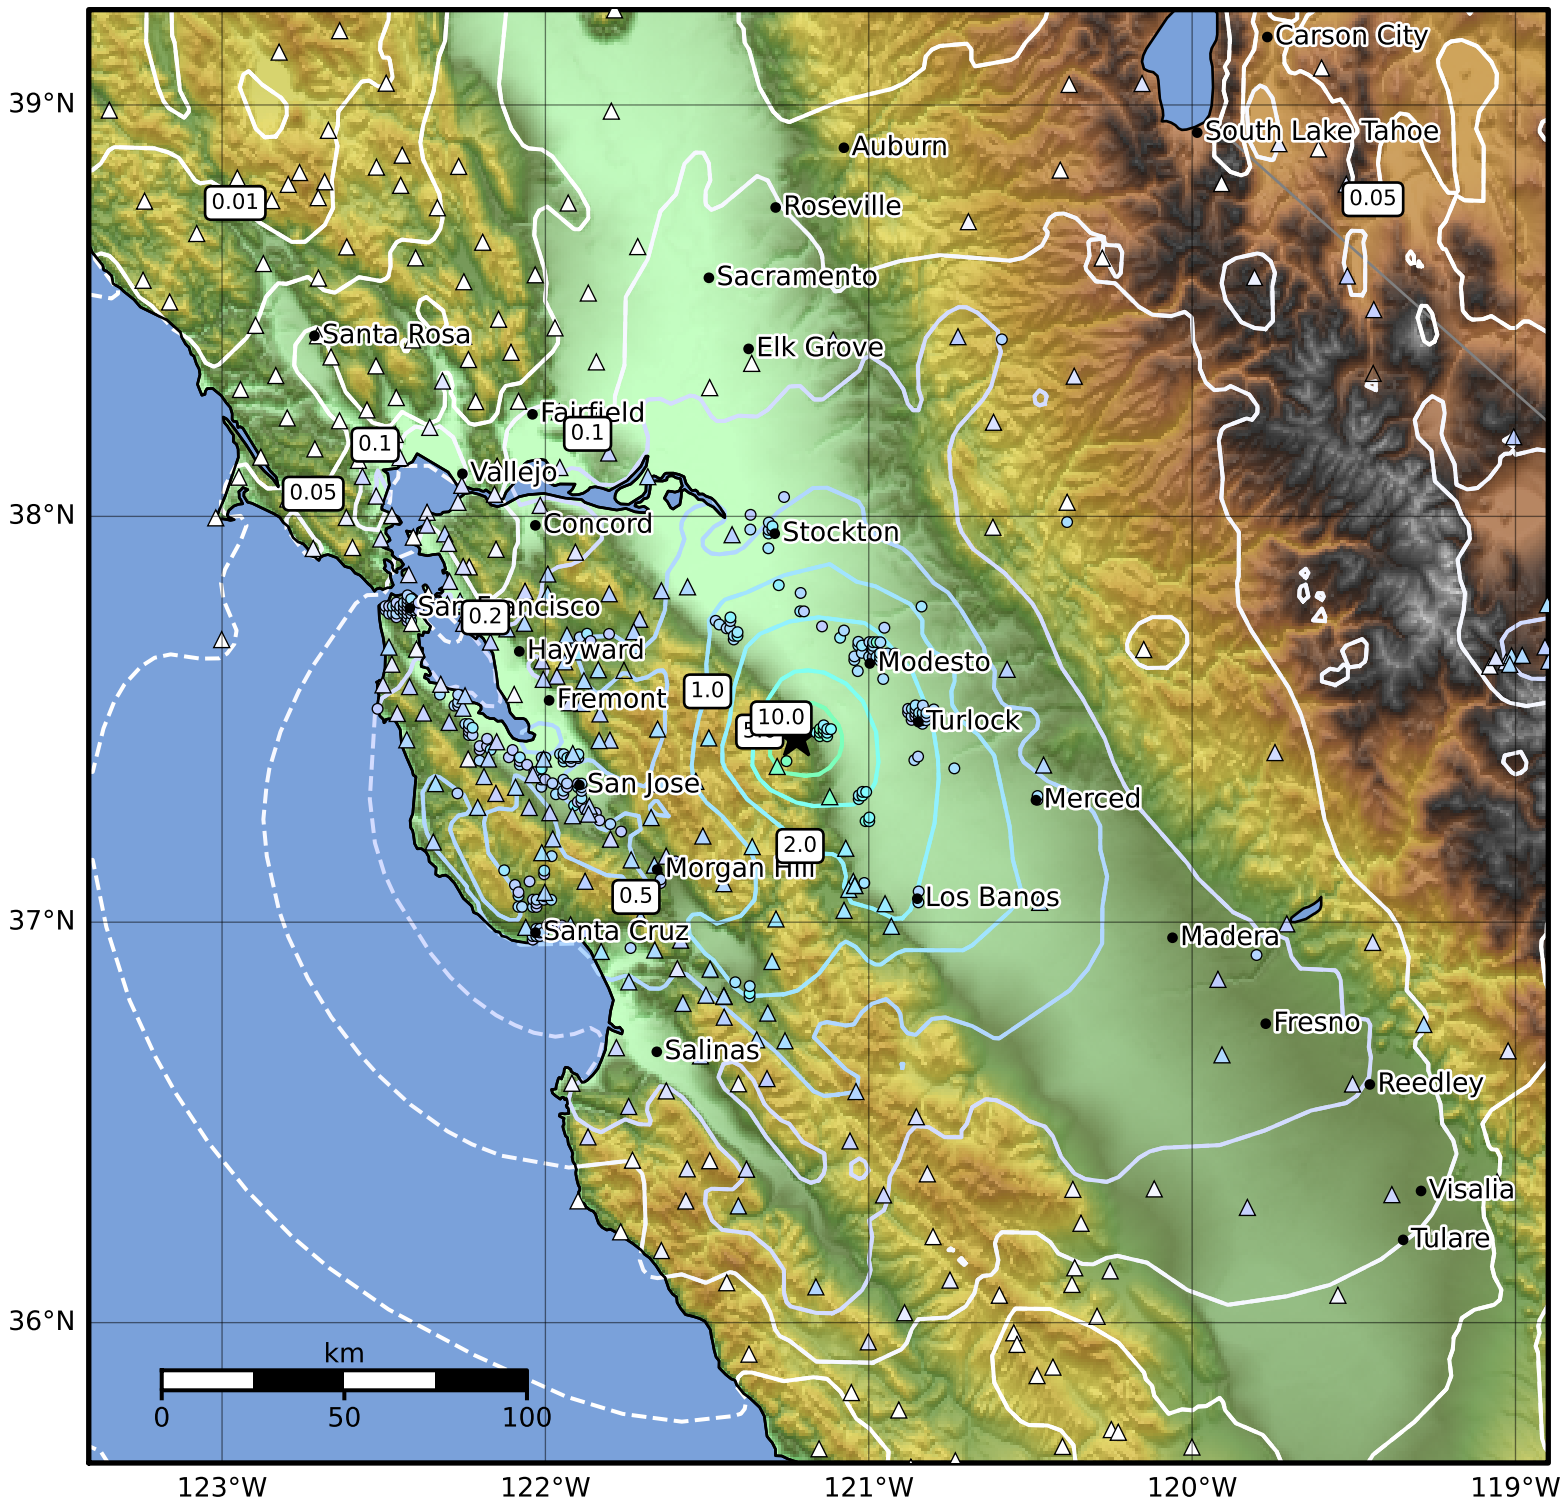 Carson City
39°N
South Lake Tahoe
Auburn
0.01
0.05
Roseville
Sacramento
Santa Rosa
Elk Grove
Fairfield
0.1
0.1
Vallejo
0.05
38°N
Concord
Stockton
San Francisco
0.2
Hayward
Modesto
1.0
Fremont
10.0
Turlock
San Jose
Merced
2.0
Morgan Hill
0.5
Los Banos
37°N
Santa Cruz
Madera
Fresno
Salinas
Reedley
Visalia
Tulare
36°N
km
0 50 100
123°W 122°W 121°W 120°W 119°W